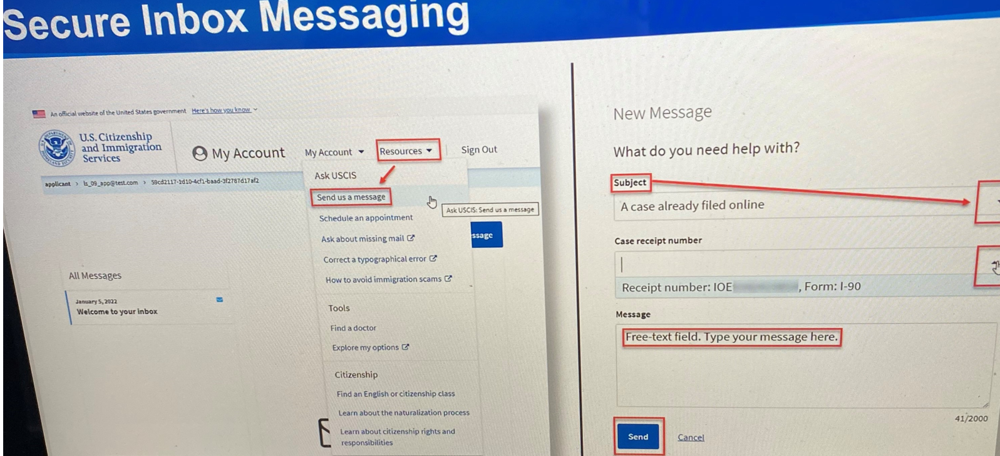 Secure Inbox Messaging
An official website of the United States government Here's how you know
U.S. Citizenship
and Immigration
Services
My Account
My Account
Resources
Sign Out
applicant > ls_09_app@test.com > 59cd2117-1d10-4cf1-baad-3f2787d17af2
Ask USCIS
Send us a message
Ask USCIS: Send us a message
Schedule an appointment
Ask about missing mail
ssage
Correct a typographical error
How to avoid immigration scams
Tools
Find a doctor
Explore my options
Citizenship
Find an English or citizenship class
Learn about the naturalization process
Learn about citizenship rights and
responsibilities
All Messages
January 5, 2022
Welcome to your inbox
New Message
What do you need help with?
Subject
A case already filed online
Case receipt number
Receipt number: IOE , Form: I-90
Message
Free-text field. Type your message here.
41/2000
Send
Cancel